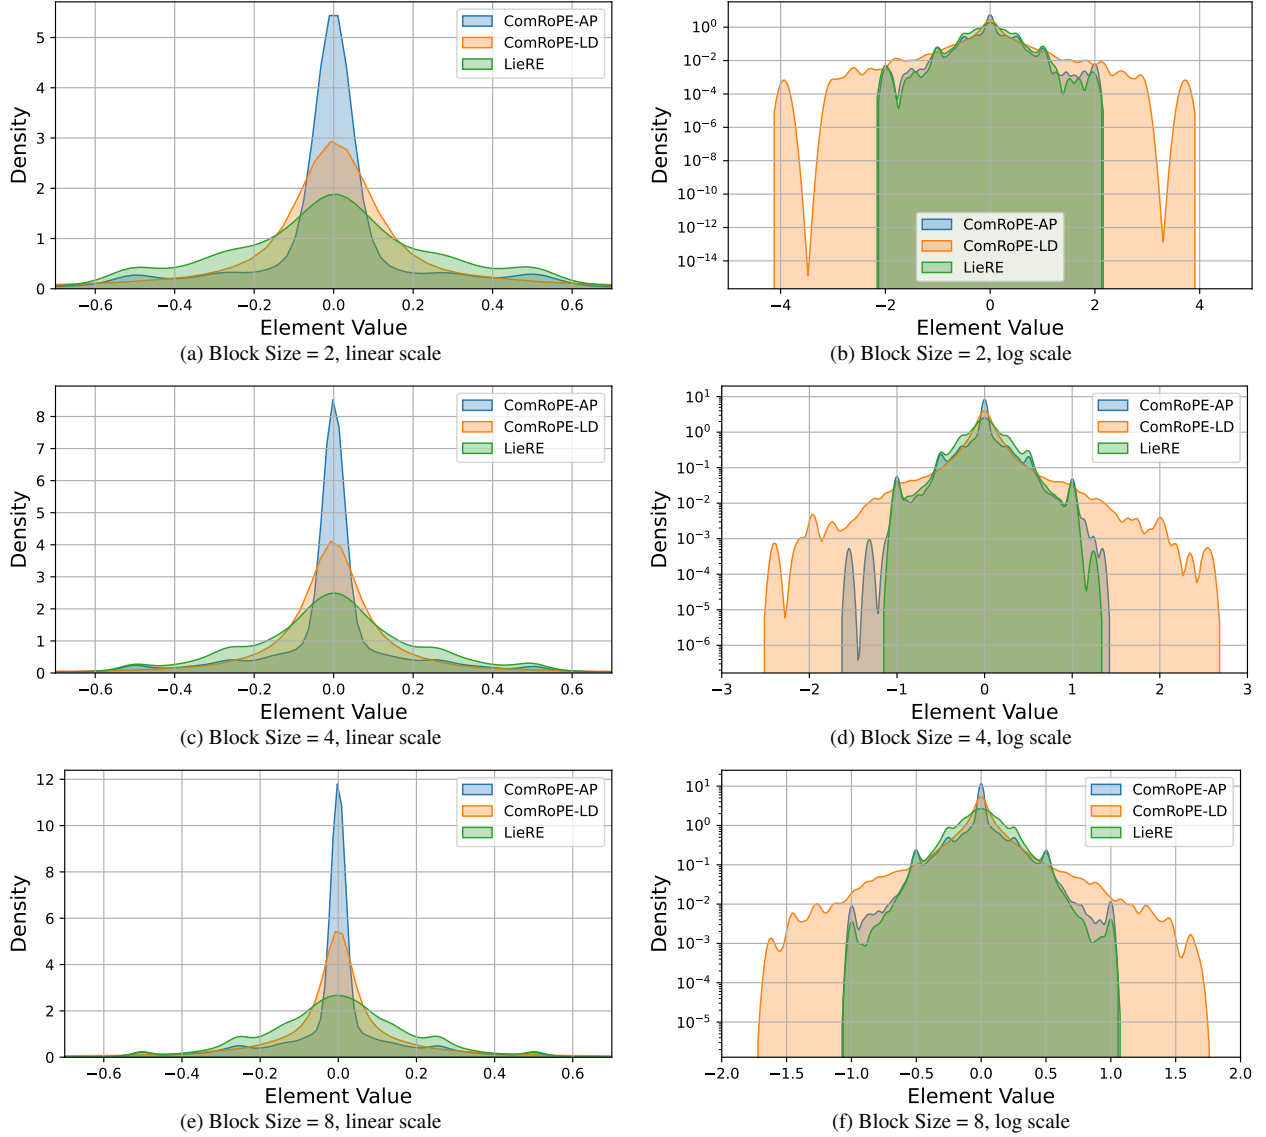 5
4
3
2
1
0
Density
−0.6 −0.4 −0.2 0.0 0.2 0.4 0.6
Element Value
ComRoPE-AP
ComRoPE-LD
LieRE
(a) Block Size = 2, linear scale
10⁰
10⁻²
10⁻⁴
10⁻⁶
10⁻⁸
10⁻¹⁰
10⁻¹²
10⁻¹⁴
Density
−4 −2 0 2 4
Element Value
ComRoPE-AP
ComRoPE-LD
LieRE
(b) Block Size = 2, log scale
8
7
6
5
4
3
2
1
0
Density
−0.6 −0.4 −0.2 0.0 0.2 0.4 0.6
Element Value
ComRoPE-AP
ComRoPE-LD
LieRE
(c) Block Size = 4, linear scale
10¹
10⁰
10⁻¹
10⁻²
10⁻³
10⁻⁴
10⁻⁵
10⁻⁶
Density
−3 −2 −1 0 1 2 3
Element Value
ComRoPE-AP
ComRoPE-LD
LieRE
(d) Block Size = 4, log scale
12
10
8
6
4
2
0
Density
−0.6 −0.4 −0.2 0.0 0.2 0.4 0.6
Element Value
ComRoPE-AP
ComRoPE-LD
LieRE
(e) Block Size = 8, linear scale
10¹
10⁰
10⁻¹
10⁻²
10⁻³
10⁻⁴
10⁻⁵
Density
−2.0 −1.5 −1.0 −0.5 0.0 0.5 1.0 1.5 2.0
Element Value
ComRoPE-AP
ComRoPE-LD
LieRE
(f) Block Size = 8, log scale